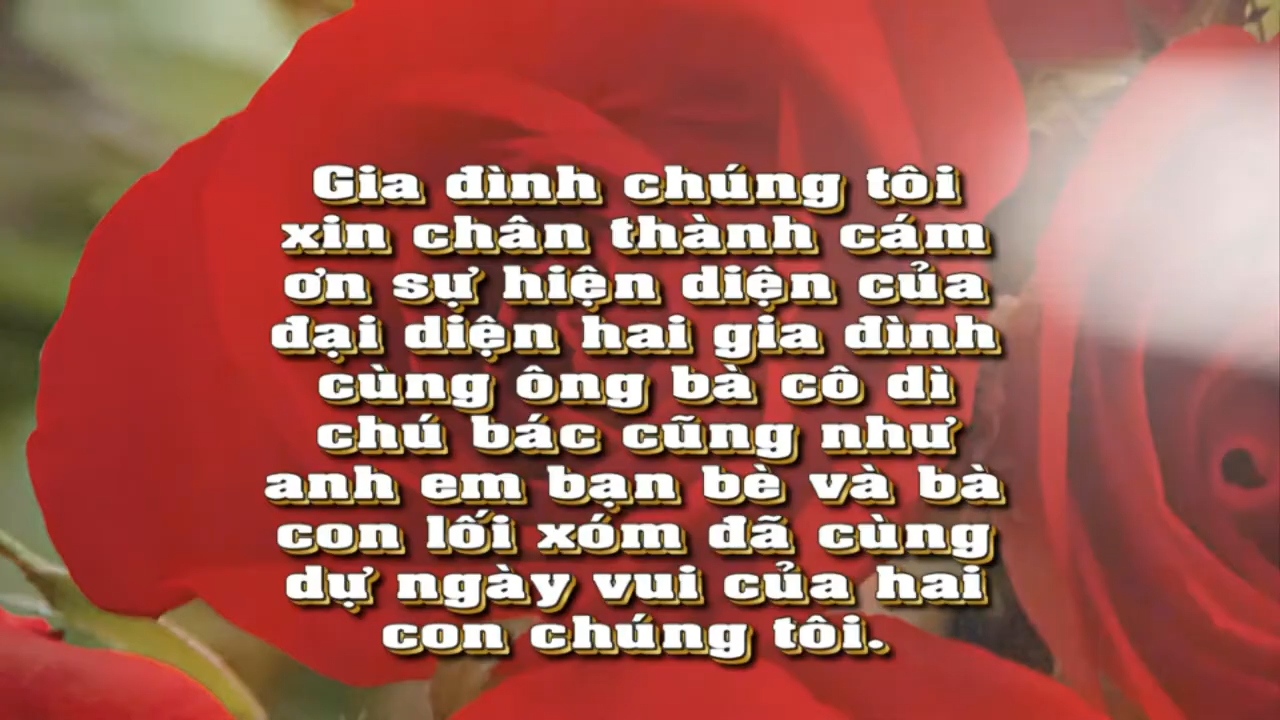 Gia đình chúng tôi
xin chân thành cám
ơn sự hiện diện của
đại diện hai gia đình
cùng ông bà cô dì
chú bác cũng như
anh em bạn bè và bà
con lối xóm đã cùng
dự ngày vui của hai
con chúng tôi.